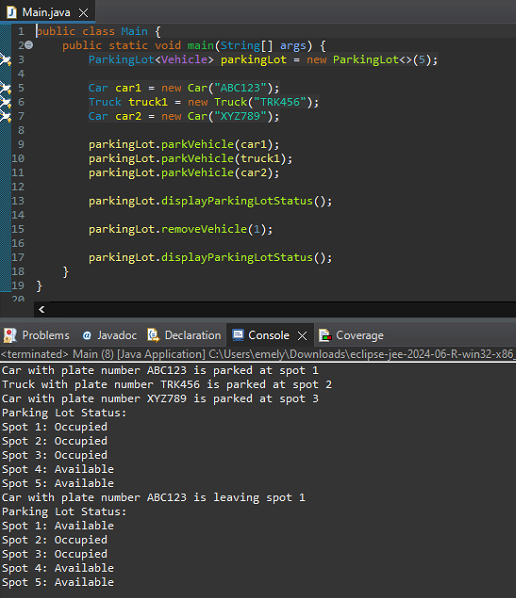 Main.java
1 public class Main {
2 public static void main(String[] args) {
3 ParkingLot<Vehicle> parkingLot = new ParkingLot<>(5);
4
5 Car car1 = new Car("ABC123");
6 Truck truck1 = new Truck("TRK456");
7 Car car2 = new Car("XYZ789");
8
9 parkingLot.parkVehicle(car1);
10 parkingLot.parkVehicle(truck1);
11 parkingLot.parkVehicle(car2);
12
13 parkingLot.displayParkingLotStatus();
14
15 parkingLot.removeVehicle(1);
16
17 parkingLot.displayParkingLotStatus();
18 }
19 }
20
Problems Javadoc Declaration Console Coverage
<terminated> Main (8) [Java Application] C:\Users\emely\Downloads\eclipse-jee-2024-06-R-win32-x86_
Car with plate number ABC123 is parked at spot 1
Truck with plate number TRK456 is parked at spot 2
Car with plate number XYZ789 is parked at spot 3
Parking Lot Status:
Spot 1: Occupied
Spot 2: Occupied
Spot 3: Occupied
Spot 4: Available
Spot 5: Available
Car with plate number ABC123 is leaving spot 1
Parking Lot Status:
Spot 1: Available
Spot 2: Occupied
Spot 3: Occupied
Spot 4: Available
Spot 5: Available